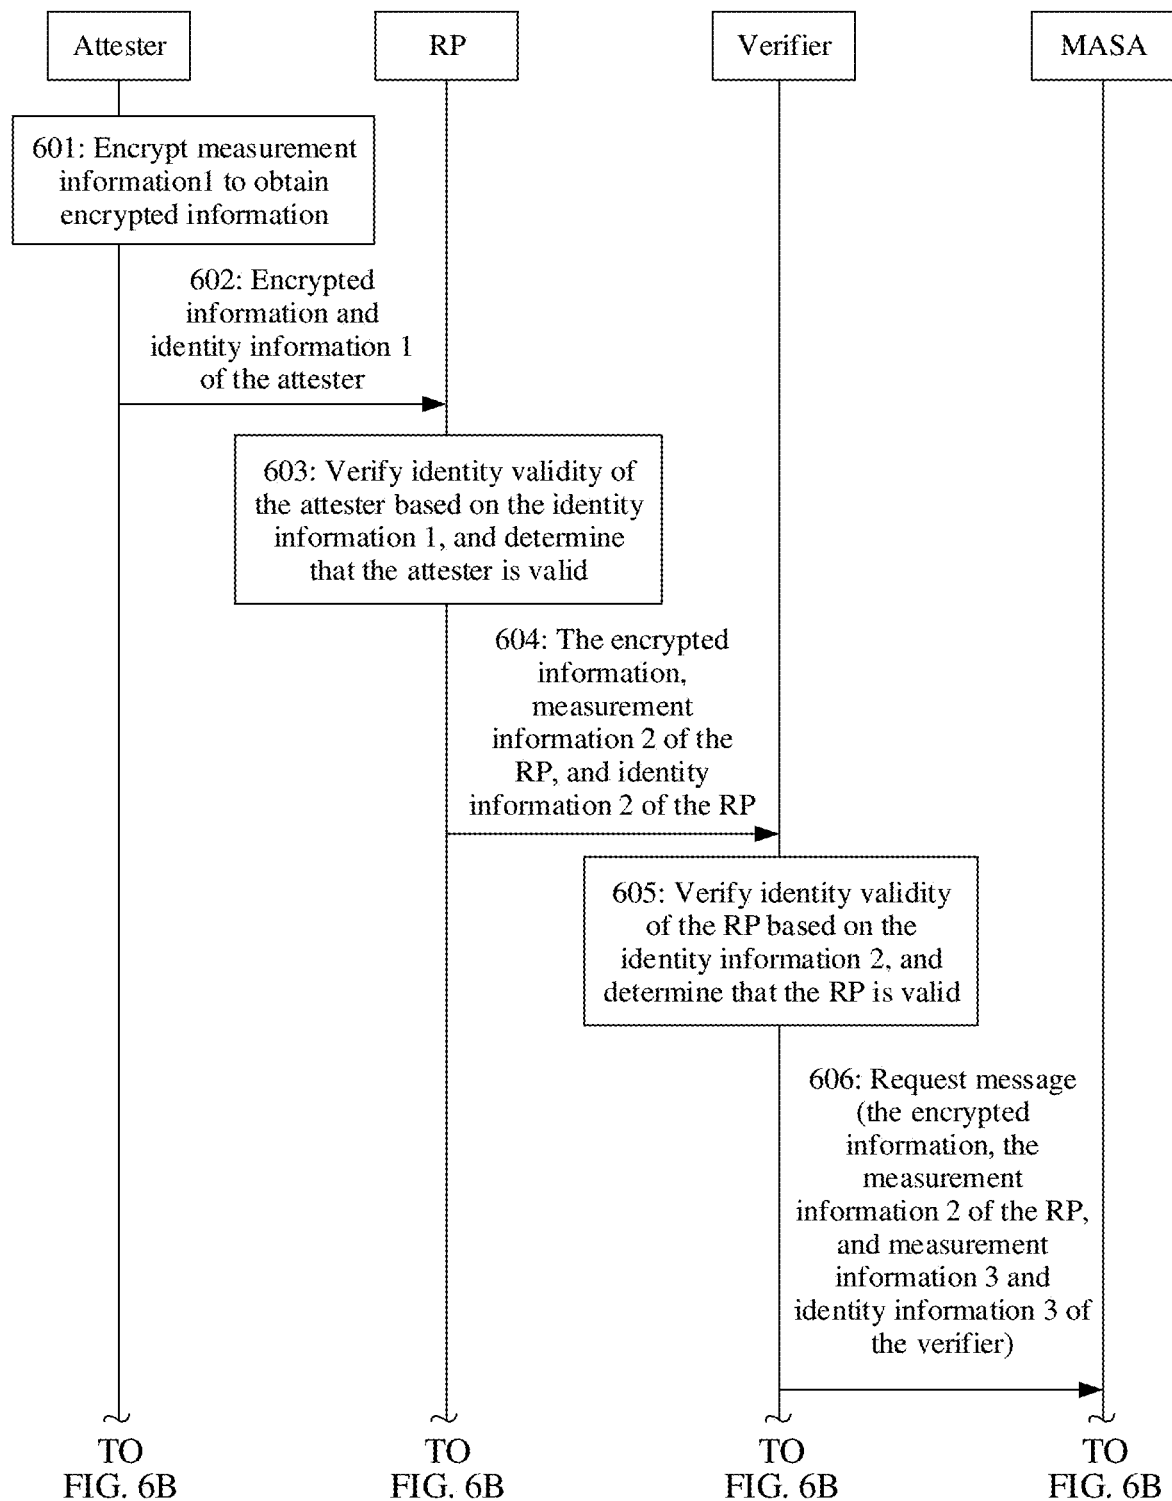 Attester
RP
Verifier
MASA
601: Encrypt measurement
information1 to obtain
encrypted information
602: Encrypted
information and
identity information 1
of the attester
603: Verify identity validity of
the attester based on the identity
information 1, and determine
that the attester is valid
604: The encrypted
information,
measurement
information 2 of the
RP, and identity
information 2 of the RP
605: Verify identity validity
of the RP based on the
identity information 2, and
determine that the RP is valid
606: Request message
(the encrypted
information, the
measurement
information 2 of the RP,
and measurement
information 3 and
identity information 3 of
the verifier)
TO
FIG. 6B
TO
FIG. 6B
TO
FIG. 6B
TO
FIG. 6B